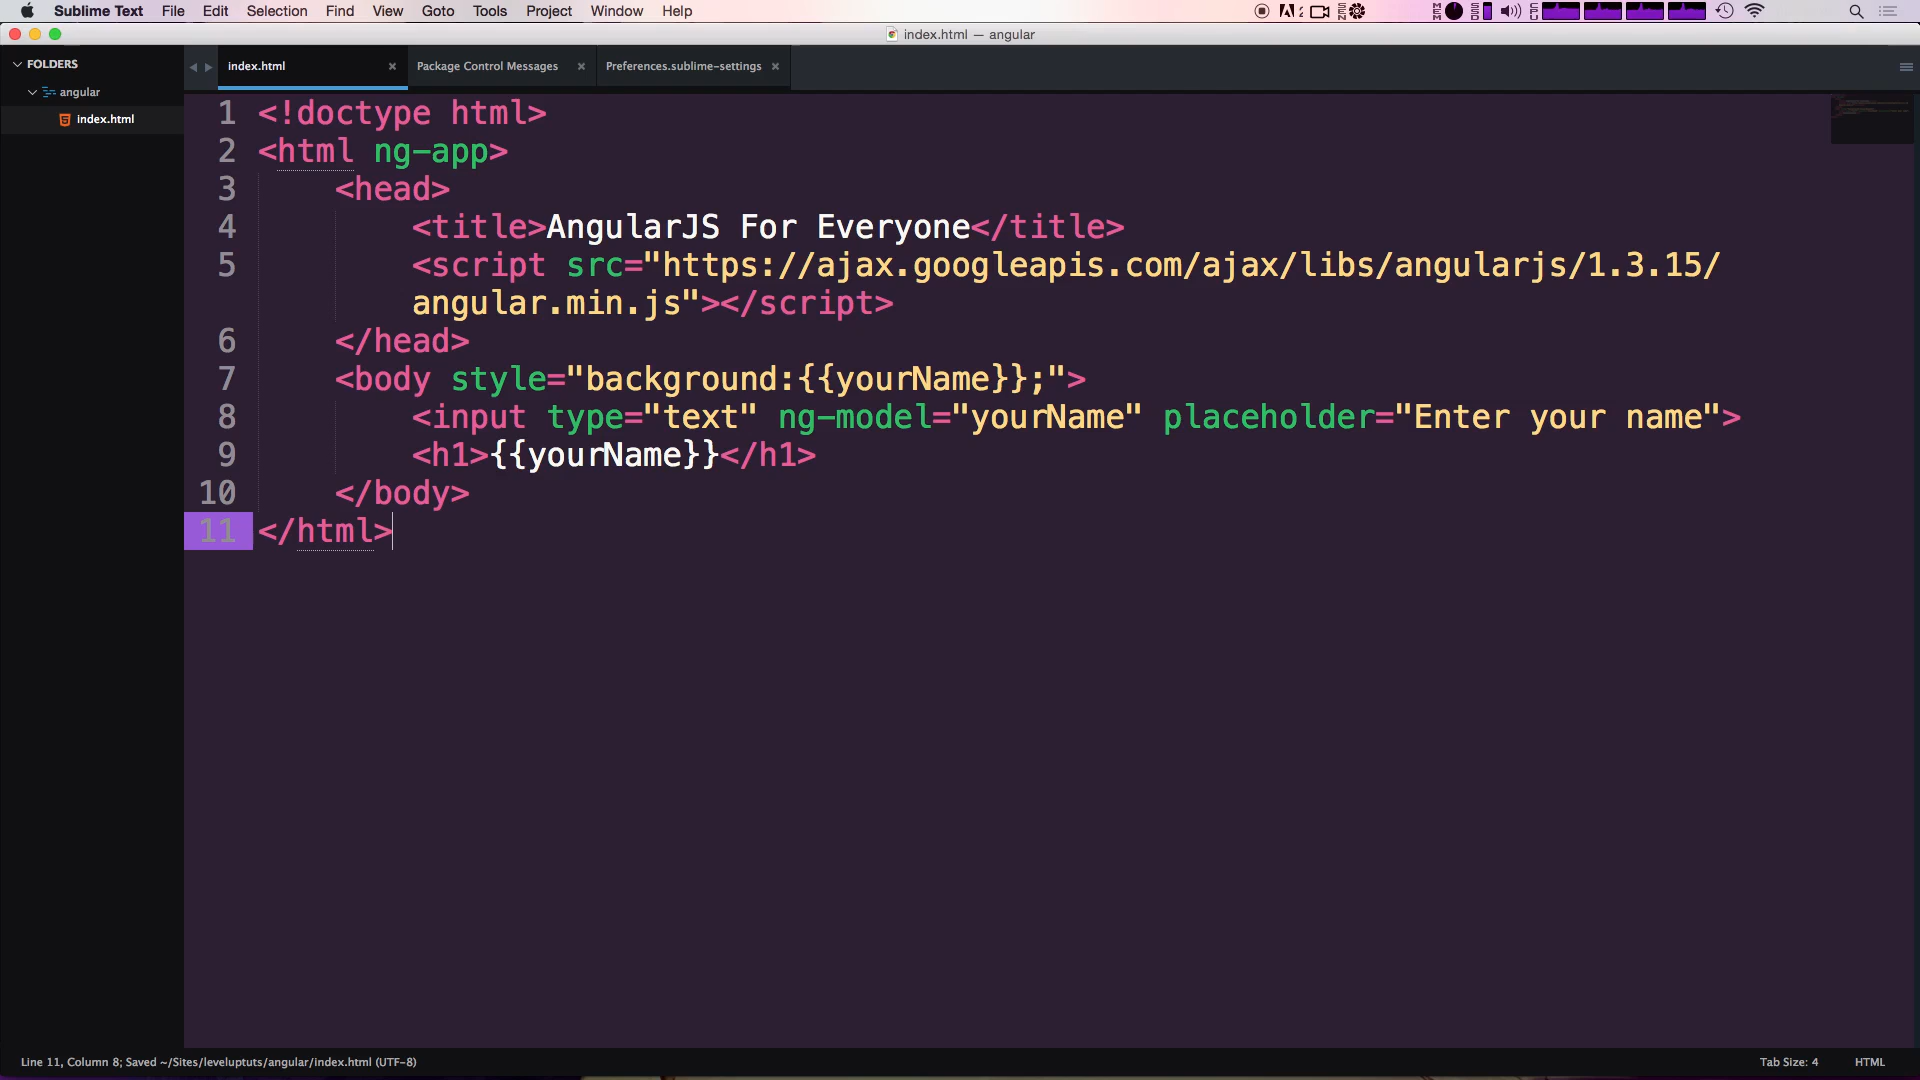 Sublime Text File Edit Selection Find View Goto Tools Project Window Help
index.html — angular
FOLDERS
angular
index.html
index.html Package Control Messages Preferences.sublime-settings
1 <!doctype html>
2 <html ng-app>
3 <head>
4 <title>AngularJS For Everyone</title>
5 <script src="https://ajax.googleapis.com/ajax/libs/angularjs/1.3.15/
angular.min.js"></script>
6 </head>
7 <body style="background:{{yourName}};">
8 <input type="text" ng-model="yourName" placeholder="Enter your name">
9 <h1>{{yourName}}</h1>
10 </body>
11 </html>
Line 11, Column 8; Saved ~/Sites/leveluptuts/angular/index.html (UTF-8) Tab Size: 4 HTML